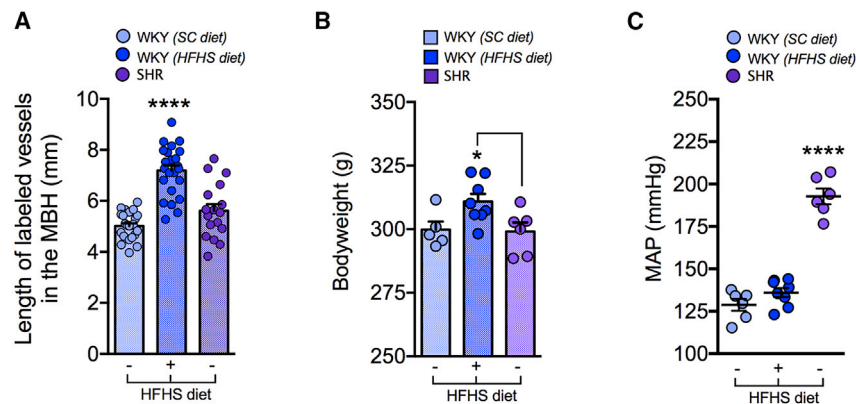 A
WKY (SC diet)
WKY (HFHS diet)
SHR
Length of labeled vessels
in the MBH (mm)
10
8
6
4
2
0
****
- + -
HFHS diet
B
WKY (SC diet)
WKY (HFHS diet)
SHR
Bodyweight (g)
350
325
300
275
250
*
- + -
HFHS diet
C
WKY (SC diet)
WKY (HFHS diet)
SHR
MAP (mmHg)
250
225
200
175
150
125
100
****
- + -
HFHS diet